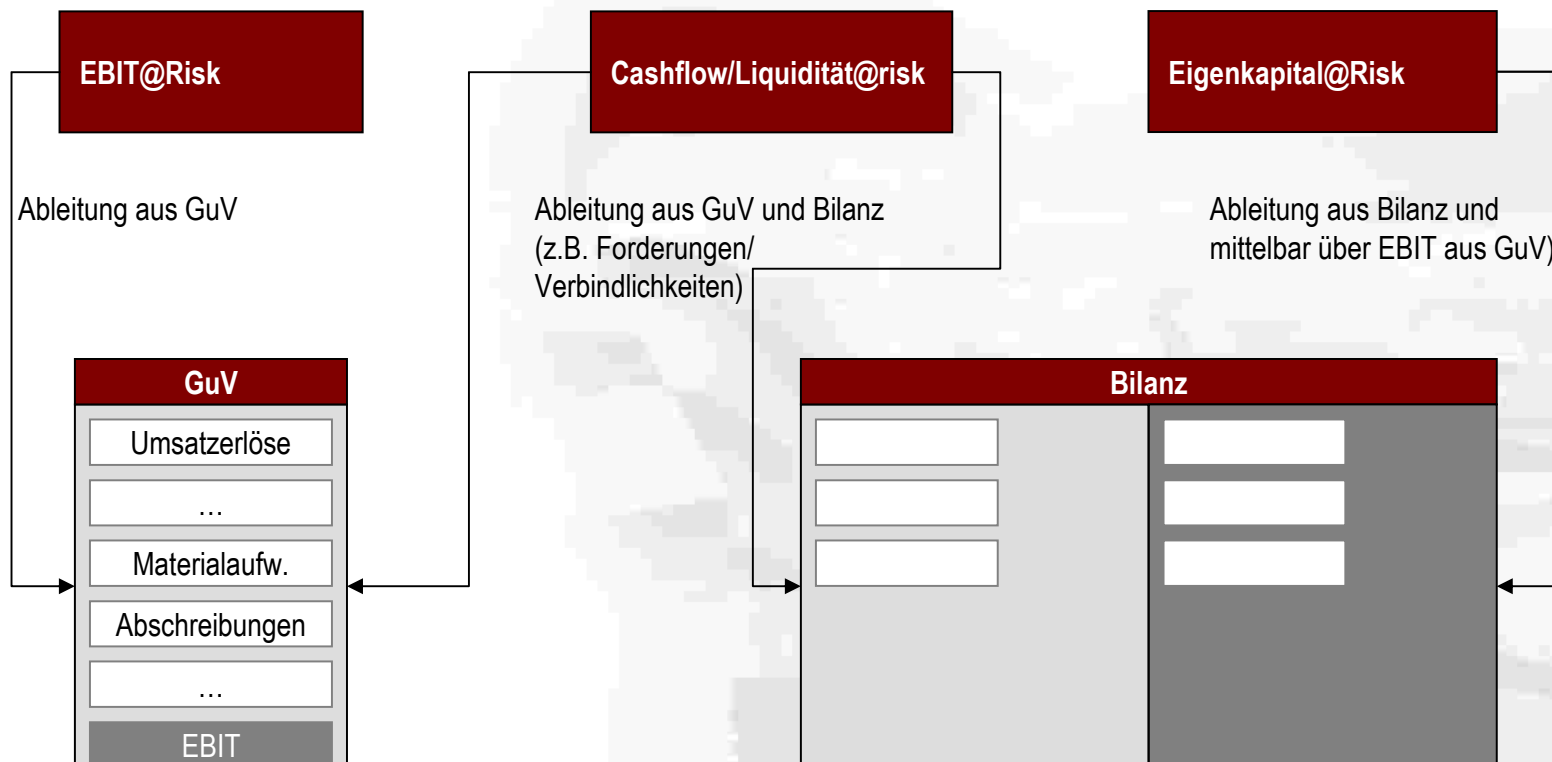 EBIT@Risk
Cashflow/Liquidität@risk
Eigenkapital@Risk
Ableitung aus GuV
Ableitung aus GuV und Bilanz
(z.B. Forderungen/
Verbindlichkeiten)
Ableitung aus Bilanz und
mittelbar über EBIT aus GuV)
GuV
Umsatzerlöse
…
Materialaufw.
Abschreibungen
…
EBIT
Bilanz